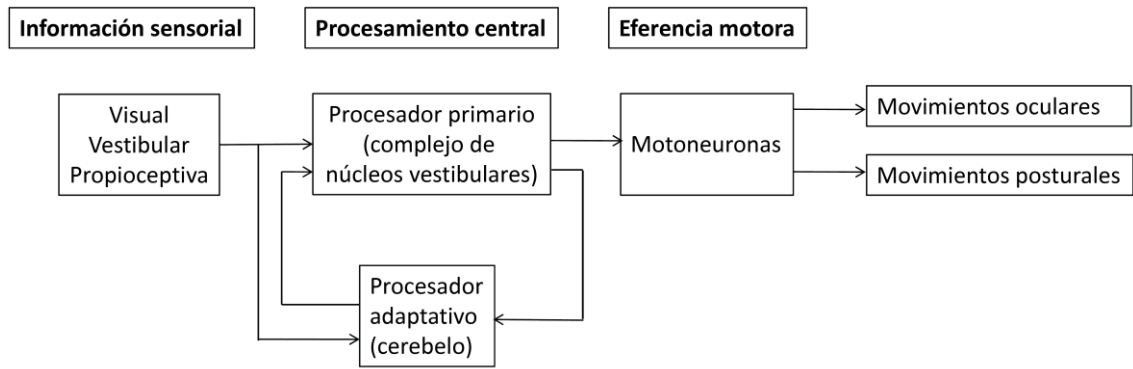 Información sensorial
Procesamiento central
Eferencia motora
Visual
Vestibular
Propioceptiva
Procesador primario
(complejo de
núcleos vestibulares)
Motoneuronas
Movimientos oculares
Movimientos posturales
Procesador
adaptativo
(cerebelo)